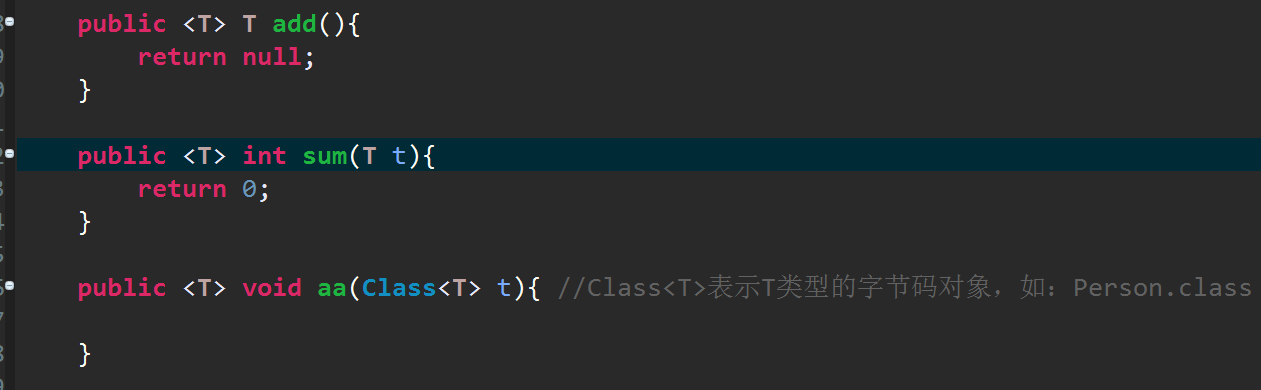 public <T> T add(){
return null;
}
public <T> int sum(T t){
return 0;
}
public <T> void aa(Class<T> t){ //Class<T>表示T类型的字节码对象，如：Person.class
}